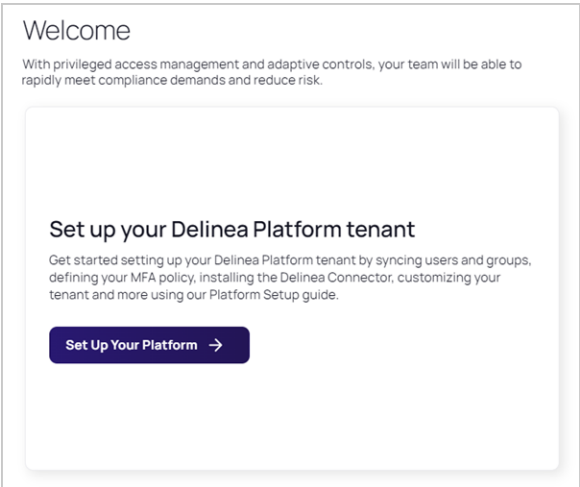 Welcome
With privileged access management and adaptive controls, your team will be able to
rapidly meet compliance demands and reduce risk.
Set up your Delinea Platform tenant
Get started setting up your Delinea Platform tenant by syncing users and groups,
defining your MFA policy, installing the Delinea Connector, customizing your
tenant and more using our Platform Setup guide.
Set Up Your Platform →